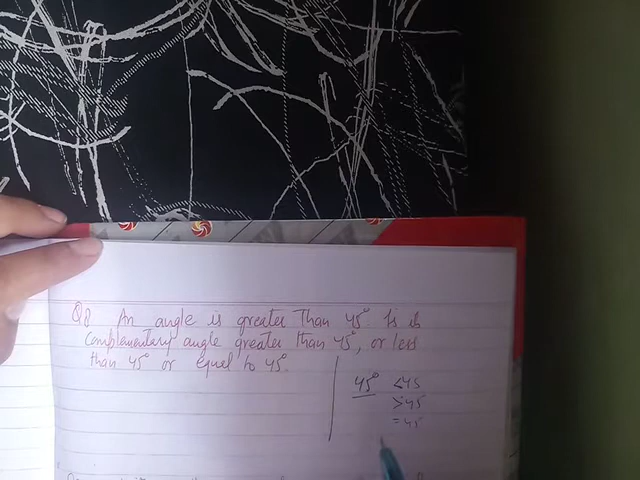 Q8 An angle is greater than 45°. Is its
complementary angle greater than 45°, or less
than 45° or equal to 45°.
45° <45
>45°
=45°